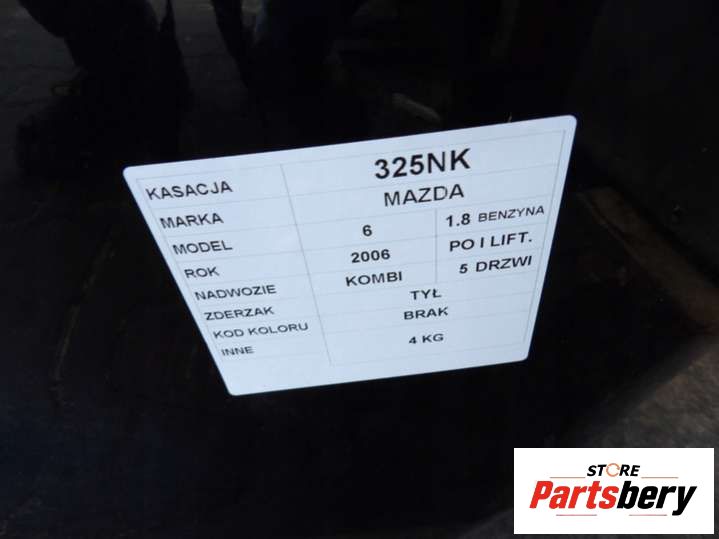 KASACJA 325NK
MARKA MAZDA
MODEL 6 1.8 BENZYNA
ROK 2006 PO I LIFT.
NADWOZIE KOMBI 5 DRZWI
ZDERZAK TYŁ
KOD KOLORU BRAK
INNE 4 KG
STORE
Partsbery